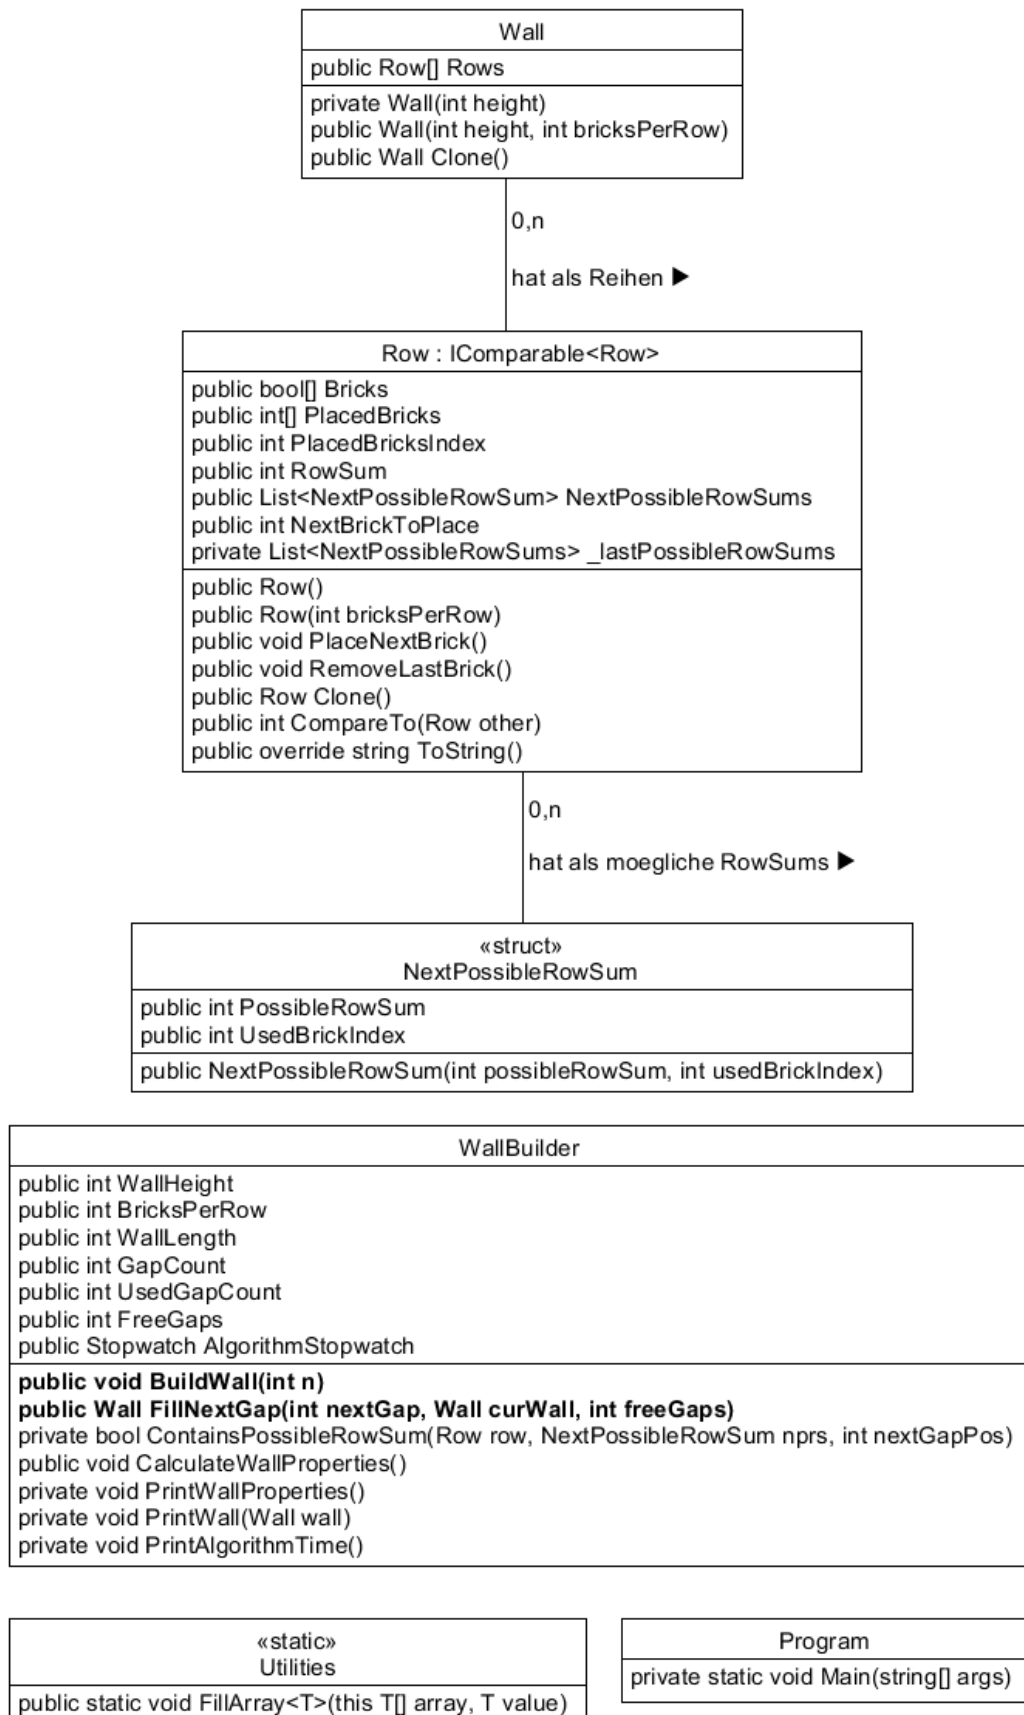 Wall
public Row[] Rows
private Wall(int height)
public Wall(int height, int bricksPerRow)
public Wall Clone()
0,n
hat als Reihen ▶
Row : IComparable<Row>
public bool[] Bricks
public int[] PlacedBricks
public int PlacedBricksIndex
public int RowSum
public List<NextPossibleRowSum> NextPossibleRowSums
public int NextBrickToPlace
private List<NextPossibleRowSums> _lastPossibleRowSums
public Row()
public Row(int bricksPerRow)
public void PlaceNextBrick()
public void RemoveLastBrick()
public Row Clone()
public int CompareTo(Row other)
public override string ToString()
0,n
hat als moegliche RowSums ▶
«struct»
NextPossibleRowSum
public int PossibleRowSum
public int UsedBrickIndex
public NextPossibleRowSum(int possibleRowSum, int usedBrickIndex)
WallBuilder
public int WallHeight
public int BricksPerRow
public int WallLength
public int GapCount
public int UsedGapCount
public int FreeGaps
public Stopwatch AlgorithmStopwatch
public void BuildWall(int n)
public Wall FillNextGap(int nextGap, Wall curWall, int freeGaps)
private bool ContainsPossibleRowSum(Row row, NextPossibleRowSum nprs, int nextGapPos)
public void CalculateWallProperties()
private void PrintWallProperties()
private void PrintWall(Wall wall)
private void PrintAlgorithmTime()
«static»
Utilities
public static void FillArray<T>(this T[] array, T value)
Program
private static void Main(string[] args)